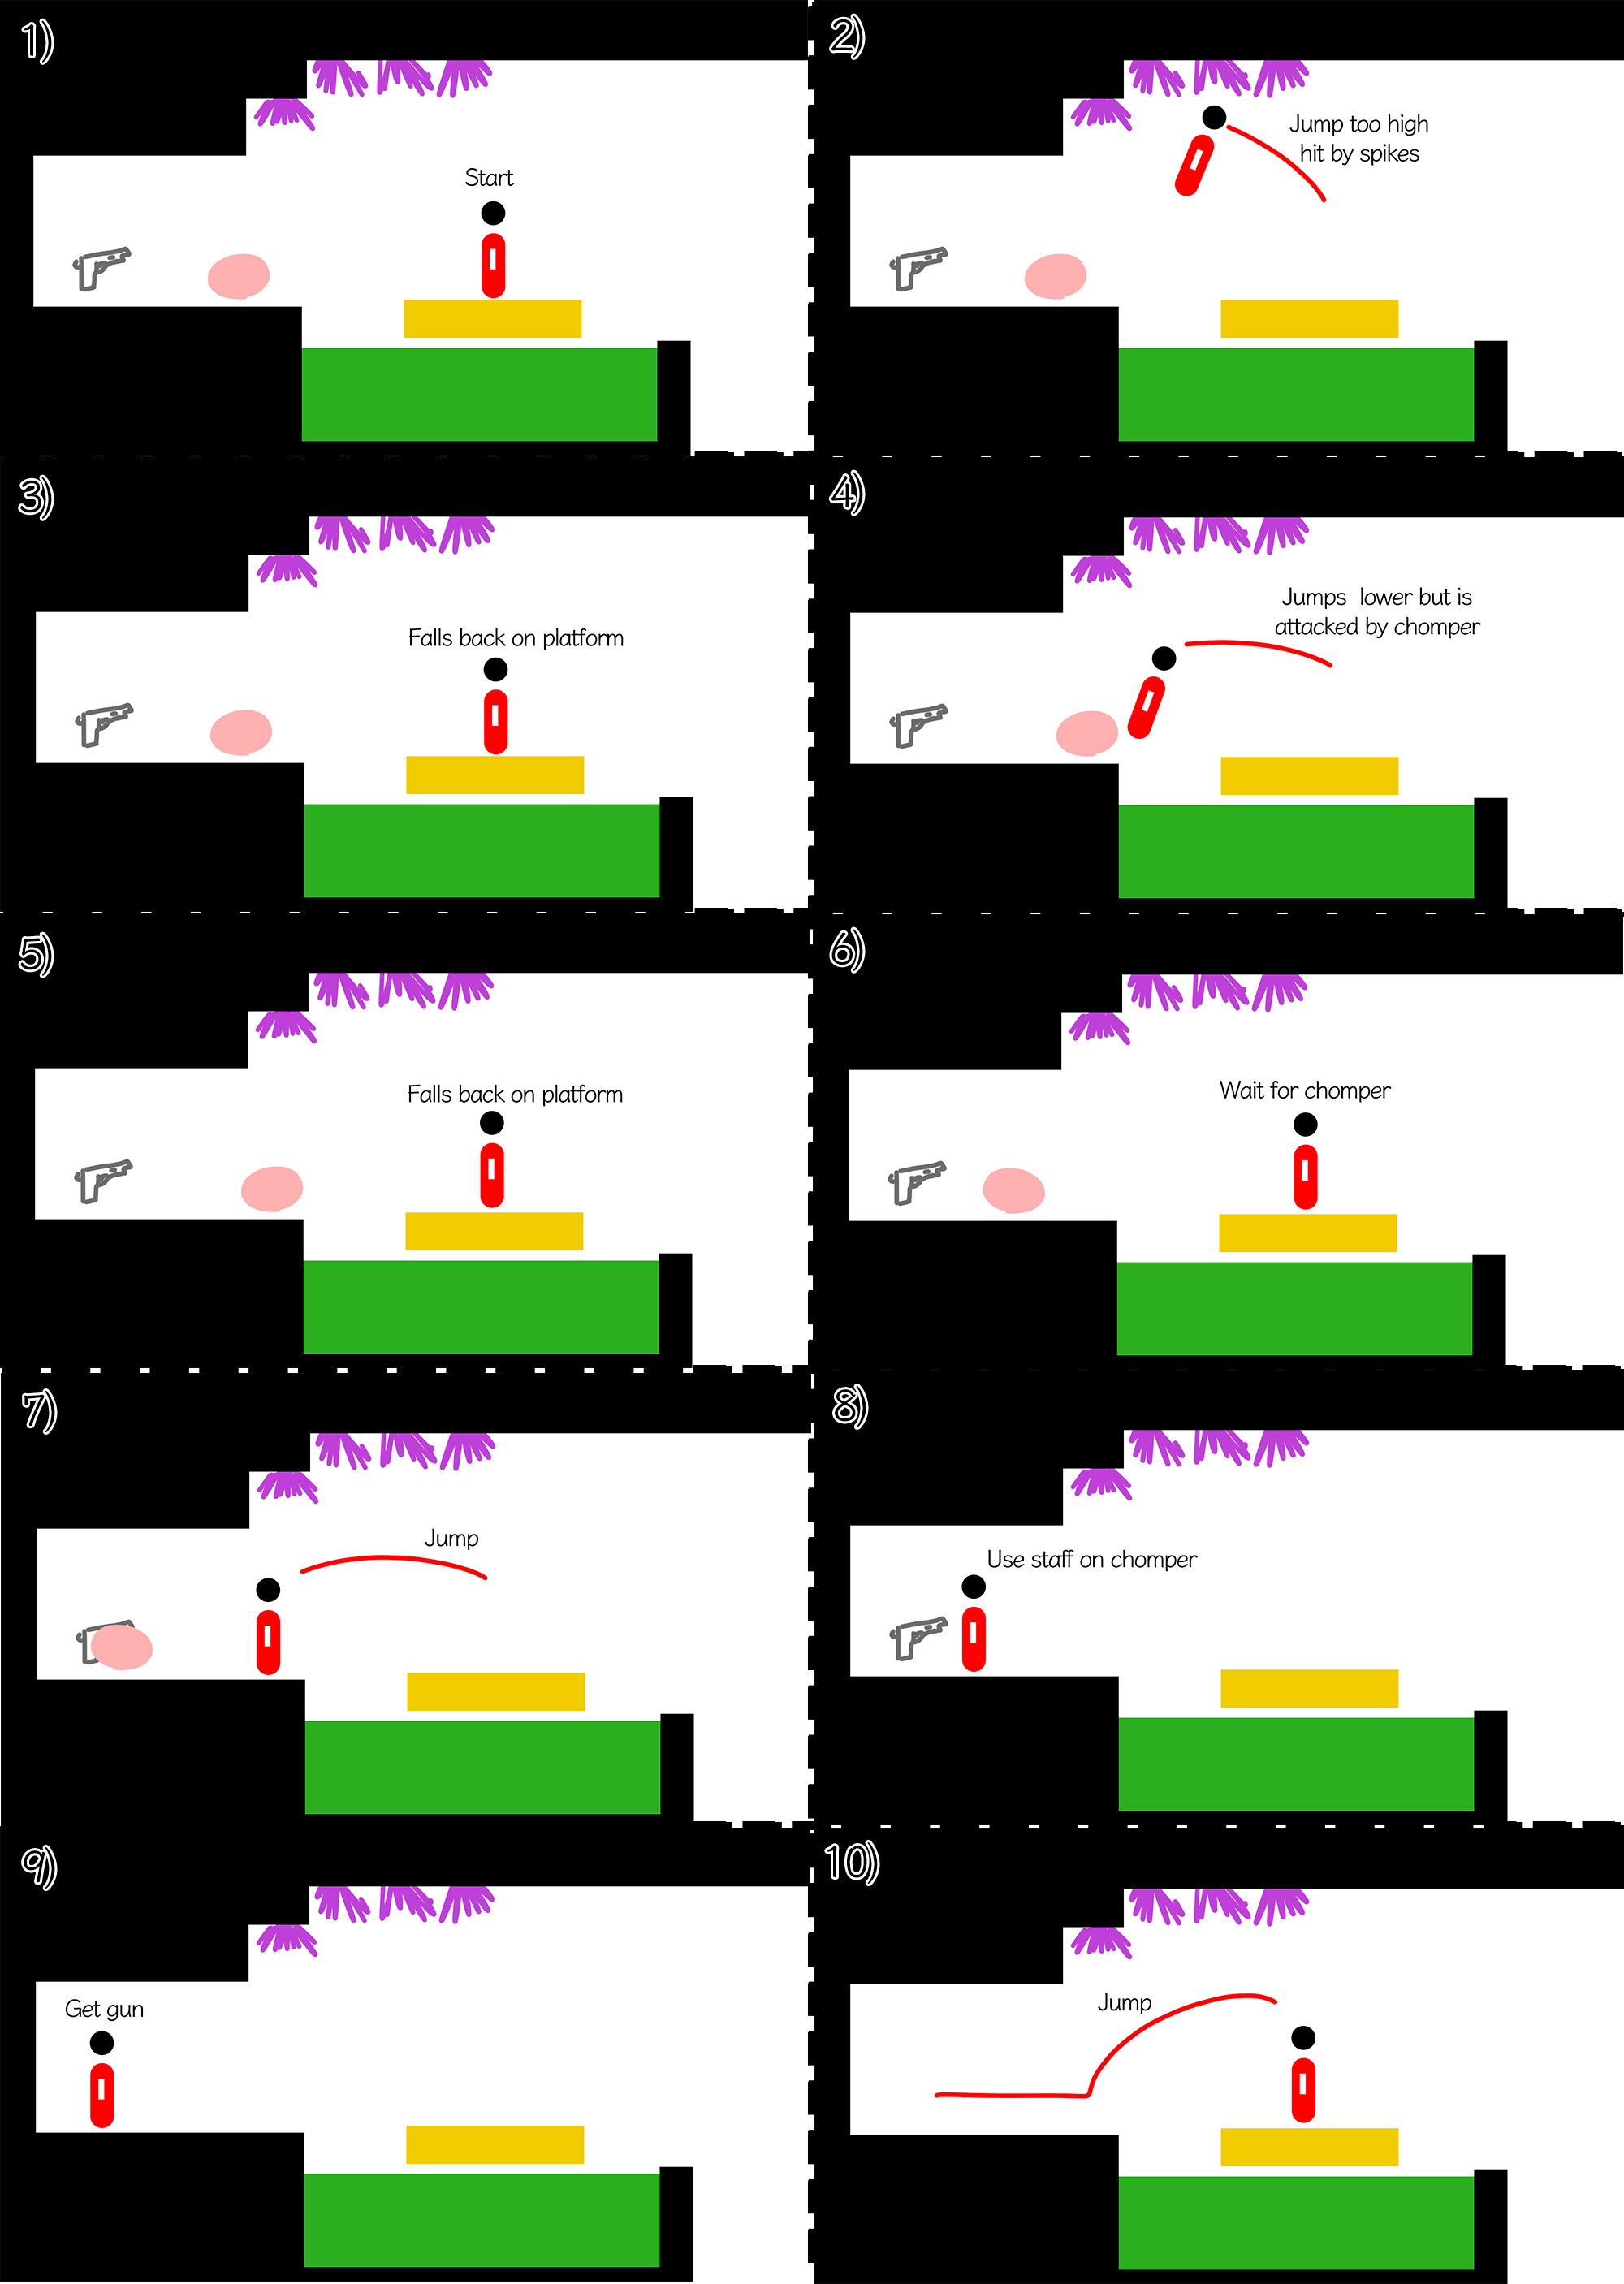 1)
Start
2)
Jump too high
hit by spikes
3)
Falls back on platform
4)
Jumps lower but is
attacked by chomper
5)
Falls back on platform
6)
Wait for chomper
7)
Jump
8)
Use staff on chomper
9)
Get gun
10)
Jump